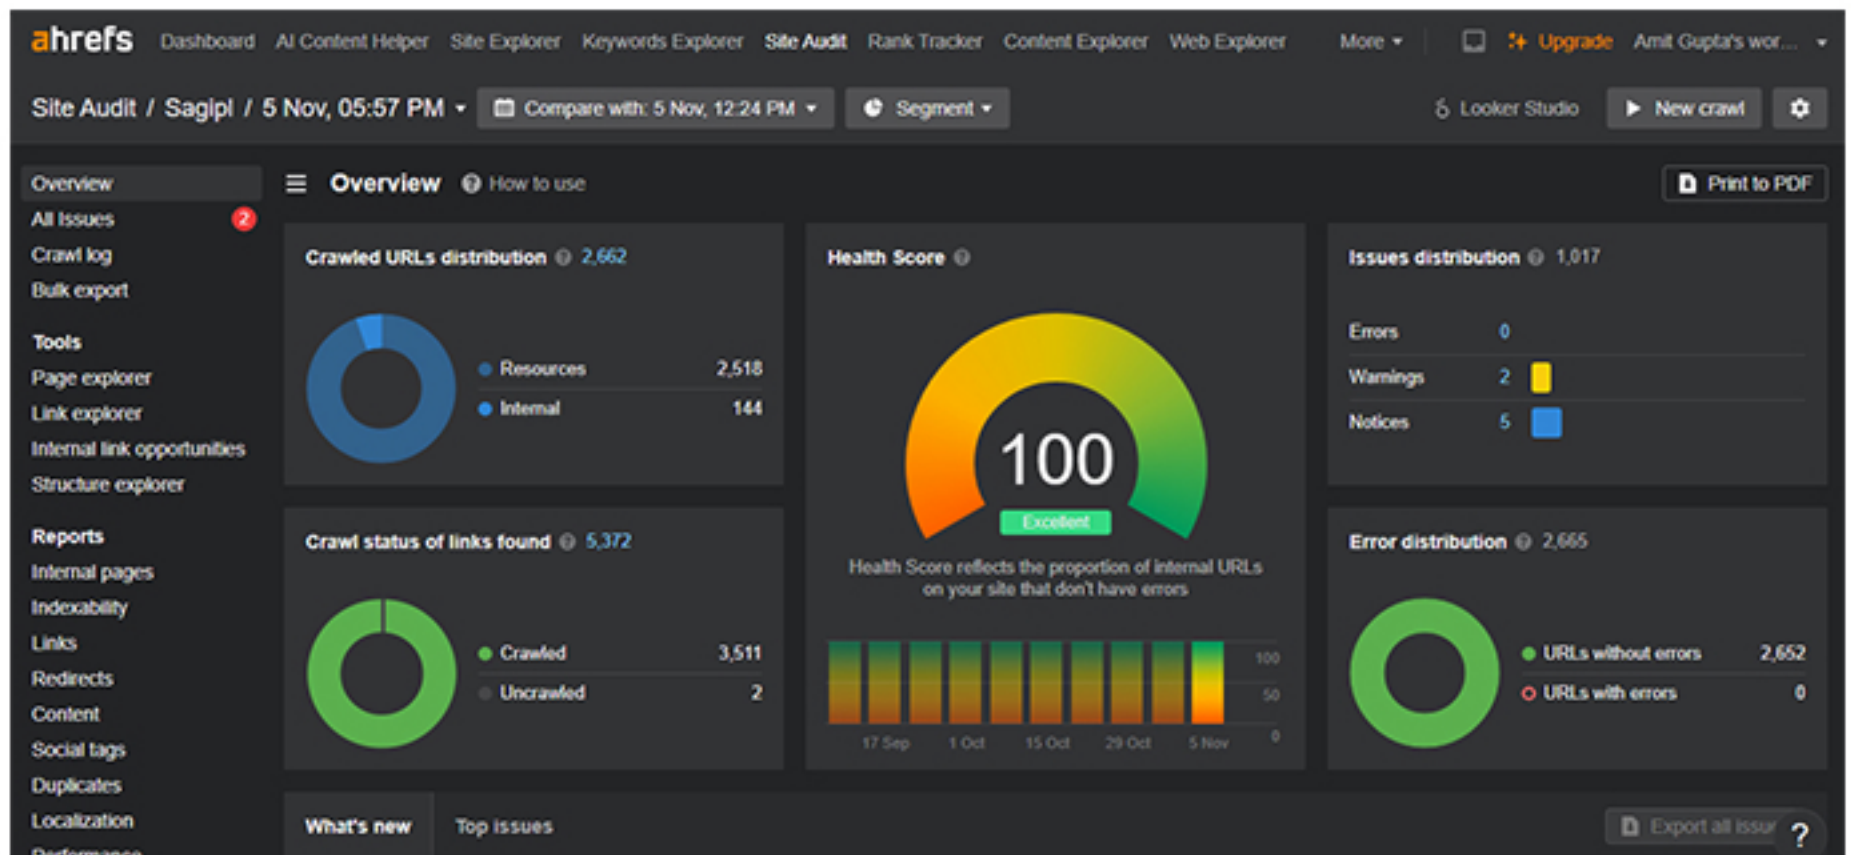 ahrefs Dashboard AI Content Helper Site Explorer Keywords Explorer Site Audit Rank Tracker Content Explorer Web Explorer More Upgrade Amit Gupta's wor...
Site Audit / Sagipl / 5 Nov, 05:57 PM Compare with: 5 Nov, 12:24 PM Segment Looker Studio New crawl
Overview
All Issues 2
Crawl log
Bulk export
Tools
Page explorer
Link explorer
Internal link opportunities
Structure explorer
Reports
Internal pages
Indexability
Links
Redirects
Content
Social tags
Duplicates
Localization
Performance
Overview ? How to use Print to PDF
Crawled URLs distribution ? 2,662
Resources 2,518
Internal 144
Crawl status of links found ? 5,372
Crawled 3,511
Uncrawled 2
Health Score ?
100
Excellent
Health Score reflects the proportion of internal URLs
on your site that don't have errors
100
50
0
17 Sep 1 Oct 15 Oct 29 Oct 5 Nov
Issues distribution ? 1,017
Errors 0
Warnings 2
Notices 5
Error distribution ? 2,665
URLs without errors 2,652
URLs with errors 0
What's new Top issues Export all issu ?